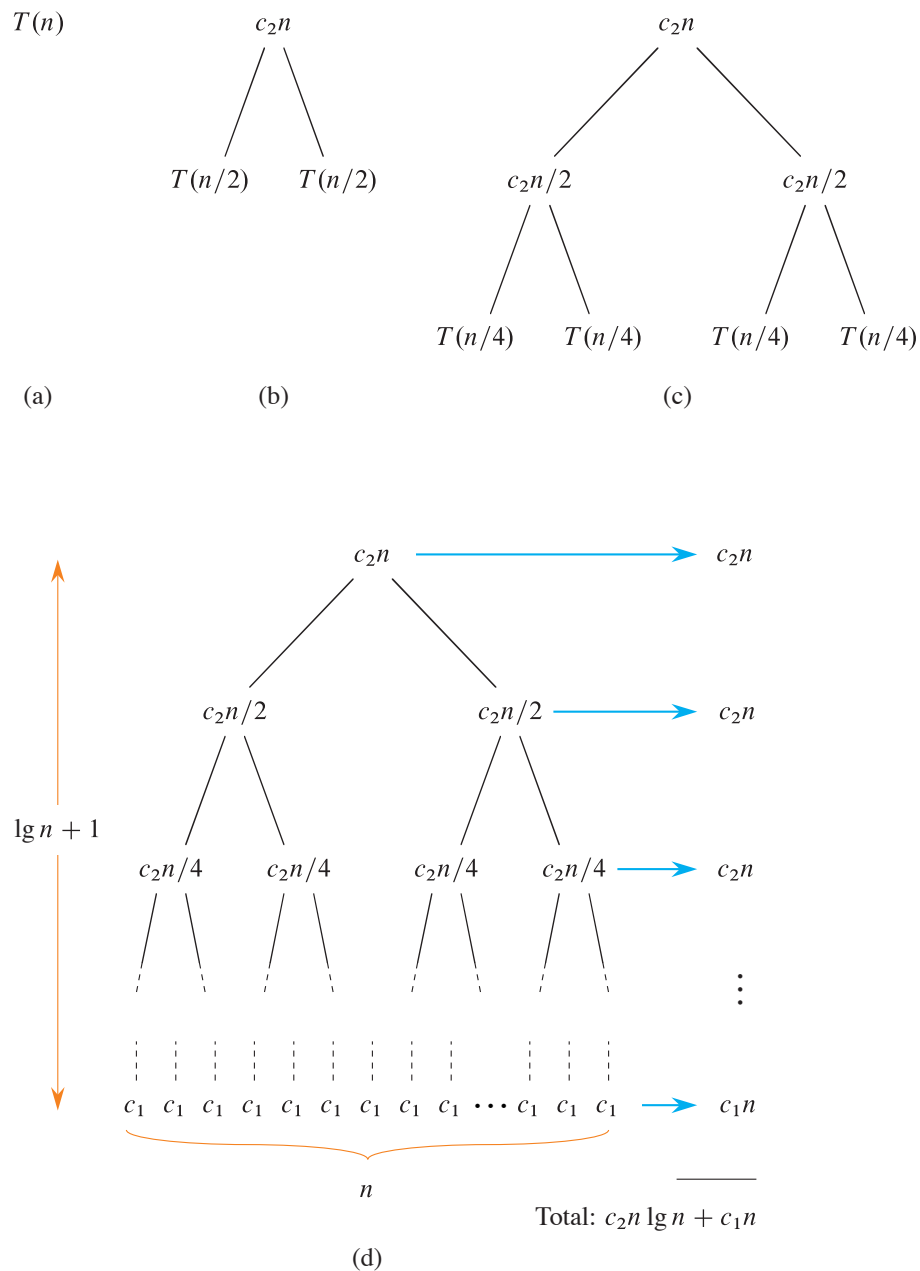 T(n) c₂n c₂n
T(n/2) T(n/2) c₂n/2 c₂n/2
T(n/4) T(n/4) T(n/4) T(n/4)
(a) (b) (c)
c₂n c₂n
c₂n/2 c₂n/2 c₂n
lg n + 1
c₂n/4 c₂n/4 c₂n/4 c₂n/4 c₂n
⋮
c₁ c₁ c₁ c₁ c₁ c₁ c₁ c₁ c₁ ⋯ c₁ c₁ c₁ c₁n
n
Total: c₂n lg n + c₁n
(d)